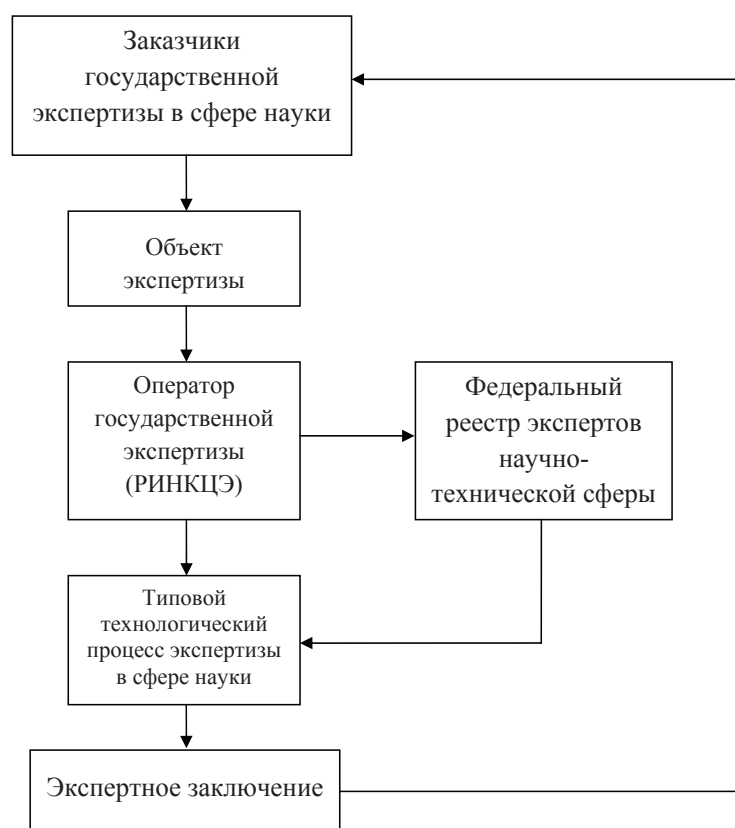 Заказчики
государственной
экспертизы в сфере науки
Объект
экспертизы
Оператор
государственной
экспертизы
(РИНКЦЭ)
Федеральный
реестр экспертов
научно-
технической сферы
Типовой
технологический
процесс экспертизы
в сфере науки
Экспертное заключение